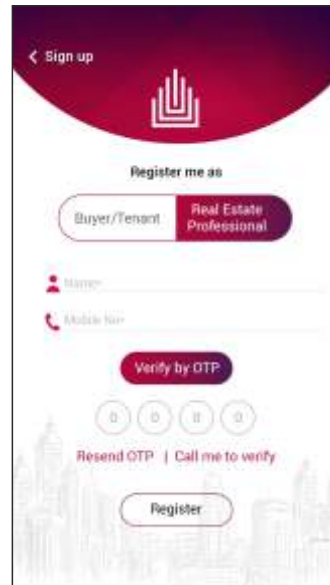 < Sign up
Register me as
Buyer/Tenant
Real Estate
Professional
Name*
Mobile No*
Verify by OTP
0 0 0 0
Resend OTP | Call me to verify
Register